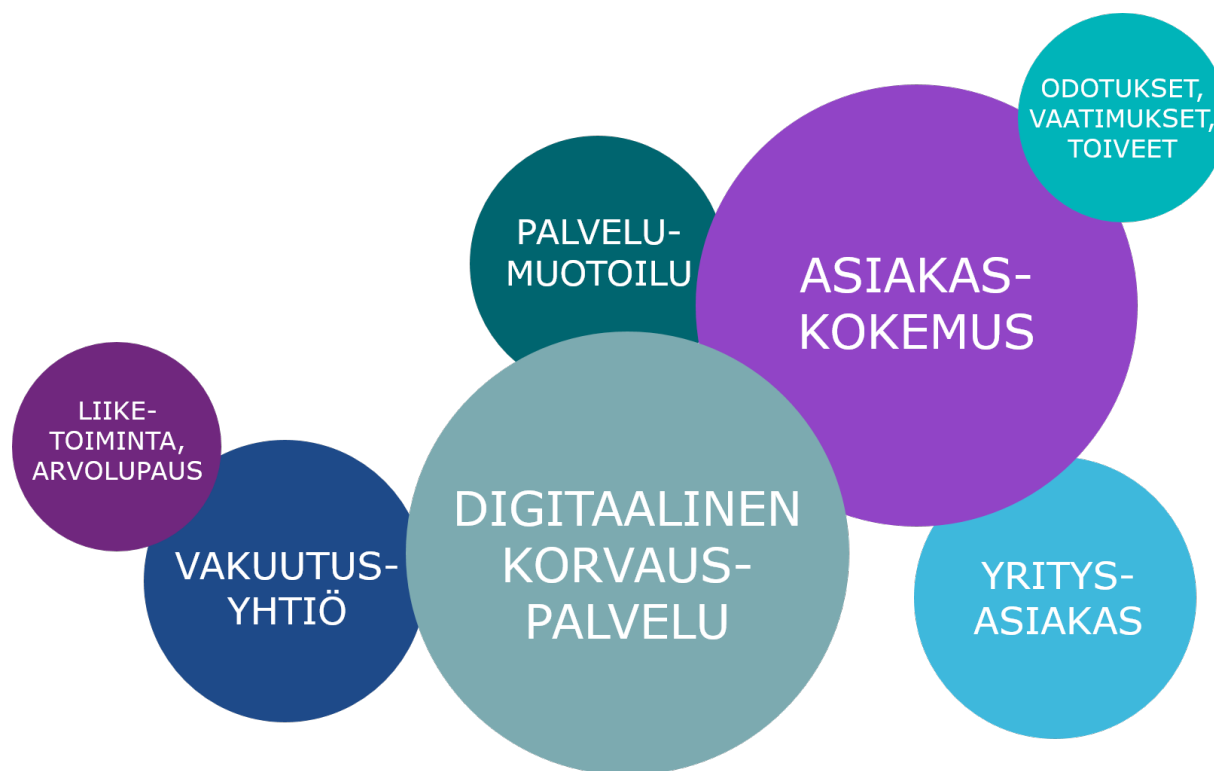 ODOTUKSET,
VAATIMUKSET,
TOIVEET
PALVELU-
MUOTOILU
ASIAKAS-
KOKEMUS
LIIKE-
TOIMINTA,
ARVOLUPAUS
VAKUUTUS-
YHTIÖ
DIGITAALINEN
KORVAUS-
PALVELU
YRITYS-
ASIAKAS